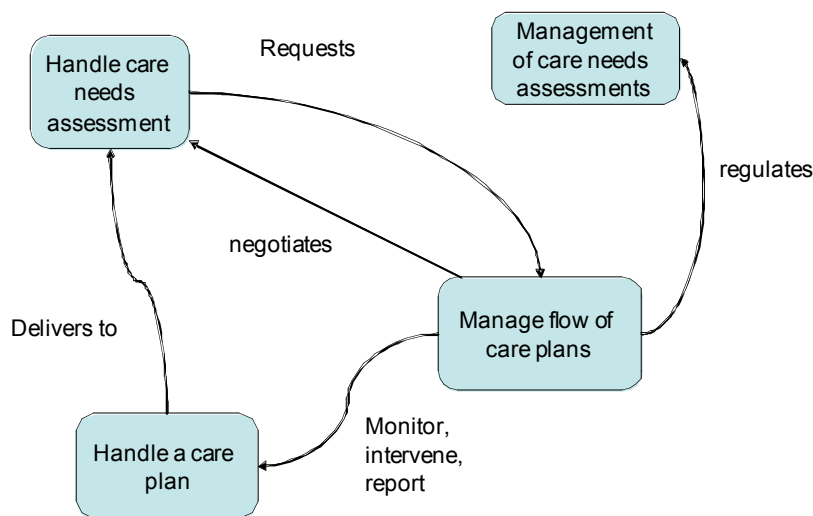 Handle care
needs
assessment
Requests
Management
of care needs
assessments
regulates
negotiates
Manage flow of
care plans
Delivers to
Monitor,
intervene,
report
Handle a care
plan